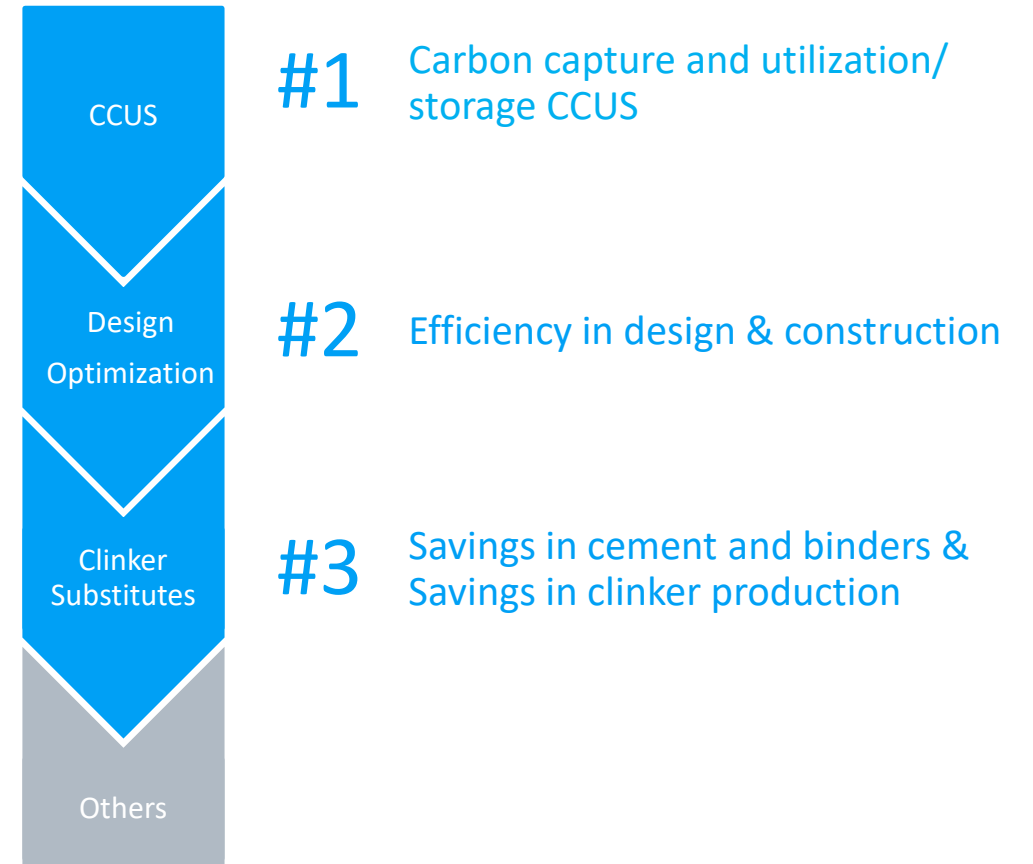 CCUS
#1
Carbon capture and utilization/
storage CCUS
Design
Optimization
#2
Efficiency in design & construction
Clinker
Substitutes
#3
Savings in cement and binders &
Savings in clinker production
Others